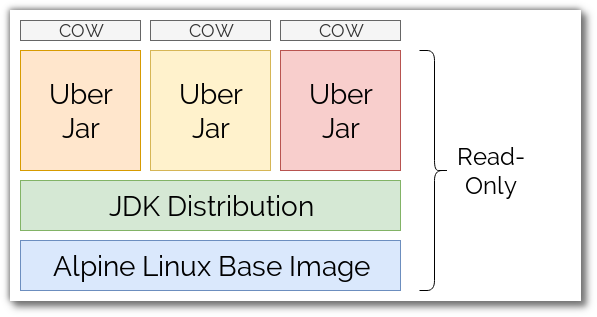 COW COW COW
Uber Uber Uber
Jar Jar Jar
Read-
Only
JDK Distribution
Alpine Linux Base Image